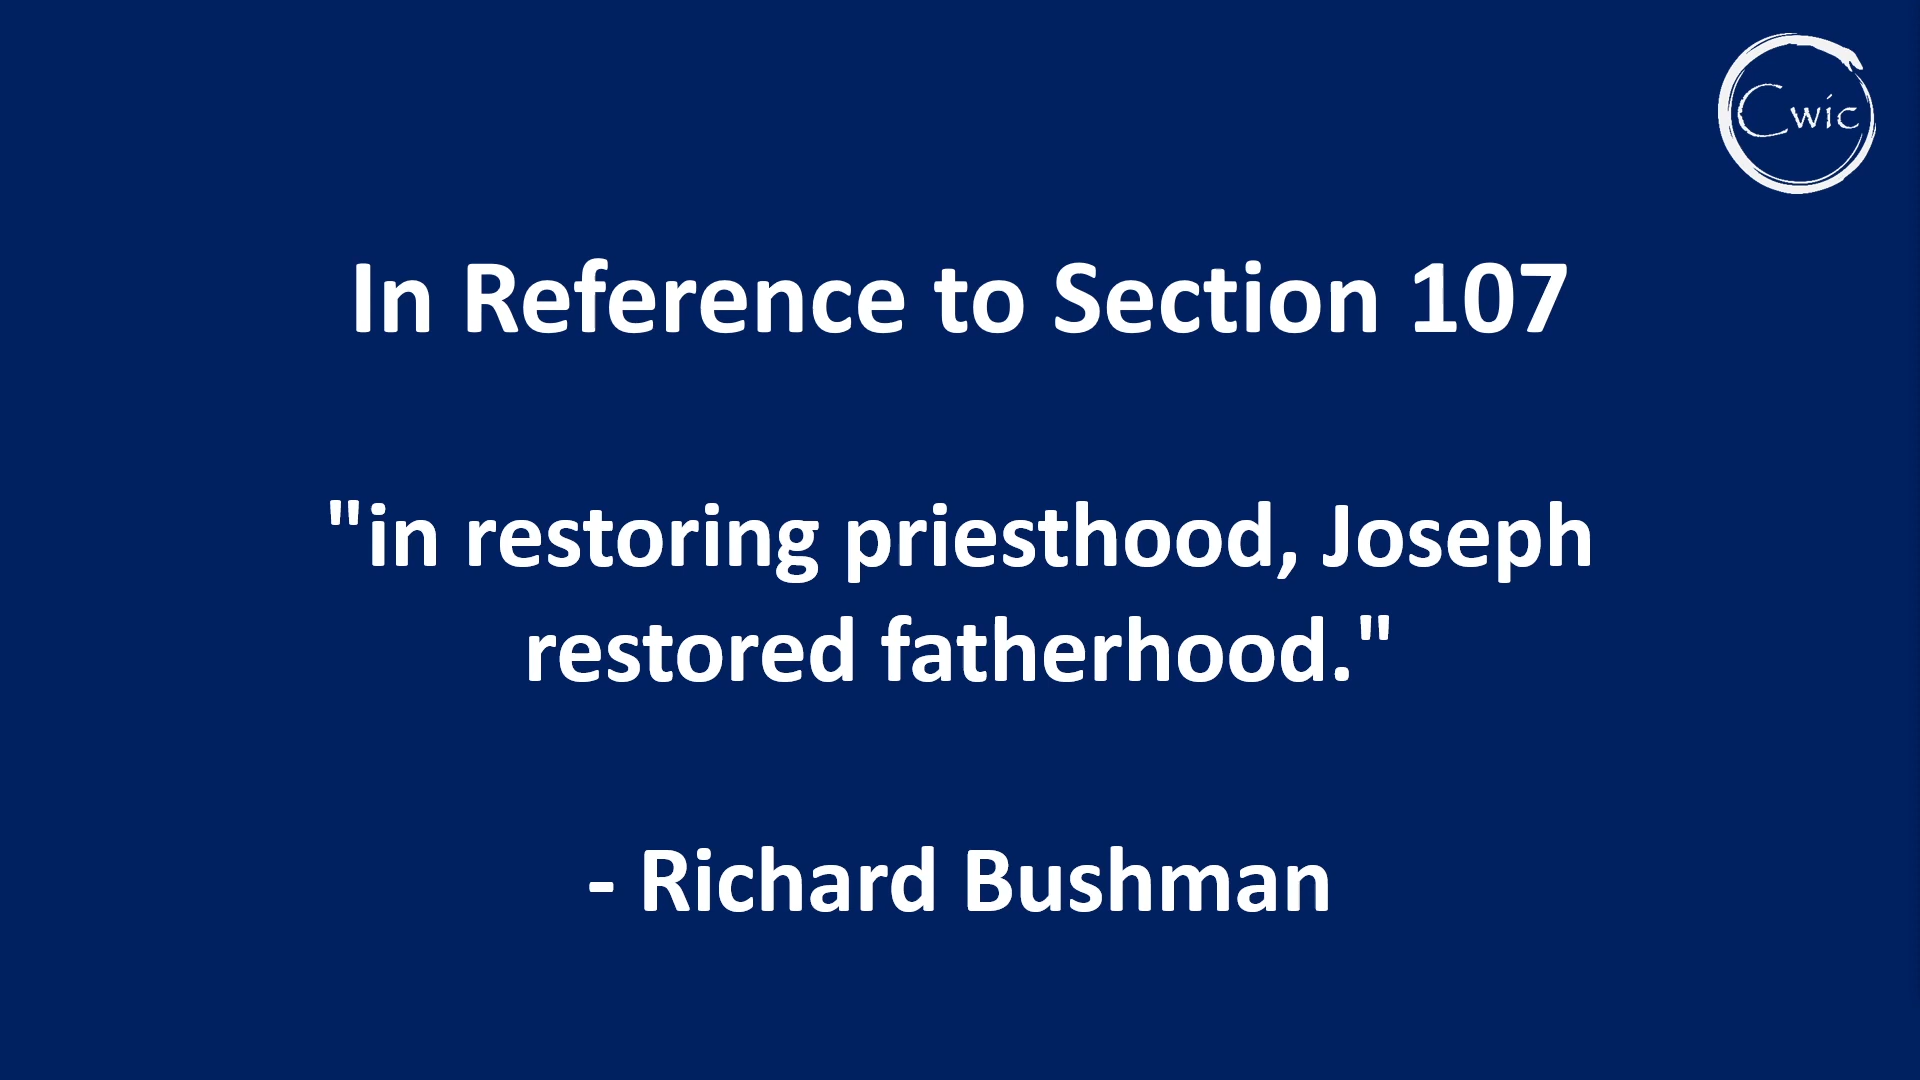 Cwic
In Reference to Section 107
"in restoring priesthood, Joseph
restored fatherhood."
- Richard Bushman